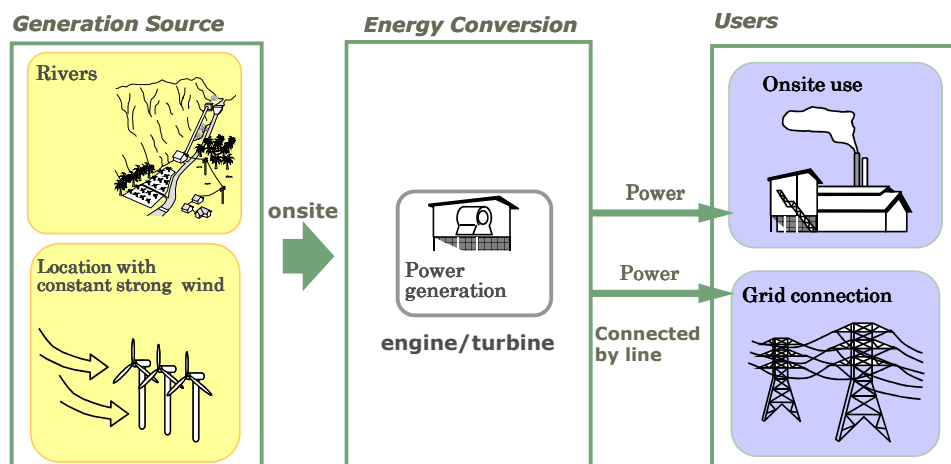 Generation Source
Energy Conversion
Users
Rivers
Location with
constant strong wind
onsite
Power
generation
engine/turbine
Power
Power
Connected
by line
Onsite use
Grid connection